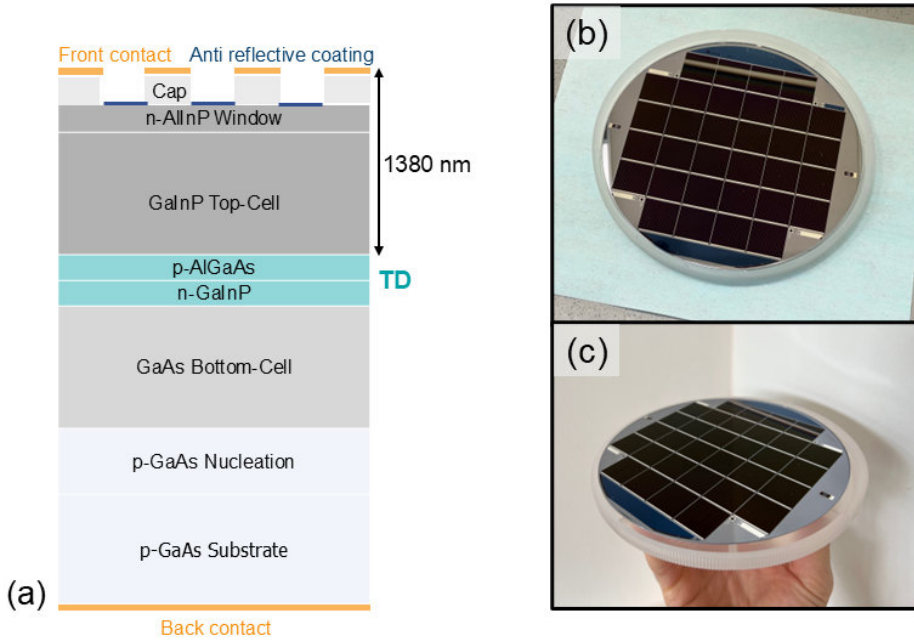 Front contact Anti reflective coating
Cap
n-AlInP Window
GaInP Top-Cell
1380 nm
p-AlGaAs
TD
n-GaInP
GaAs Bottom-Cell
p-GaAs Nucleation
p-GaAs Substrate
(a)
Back contact
(b)
(c)